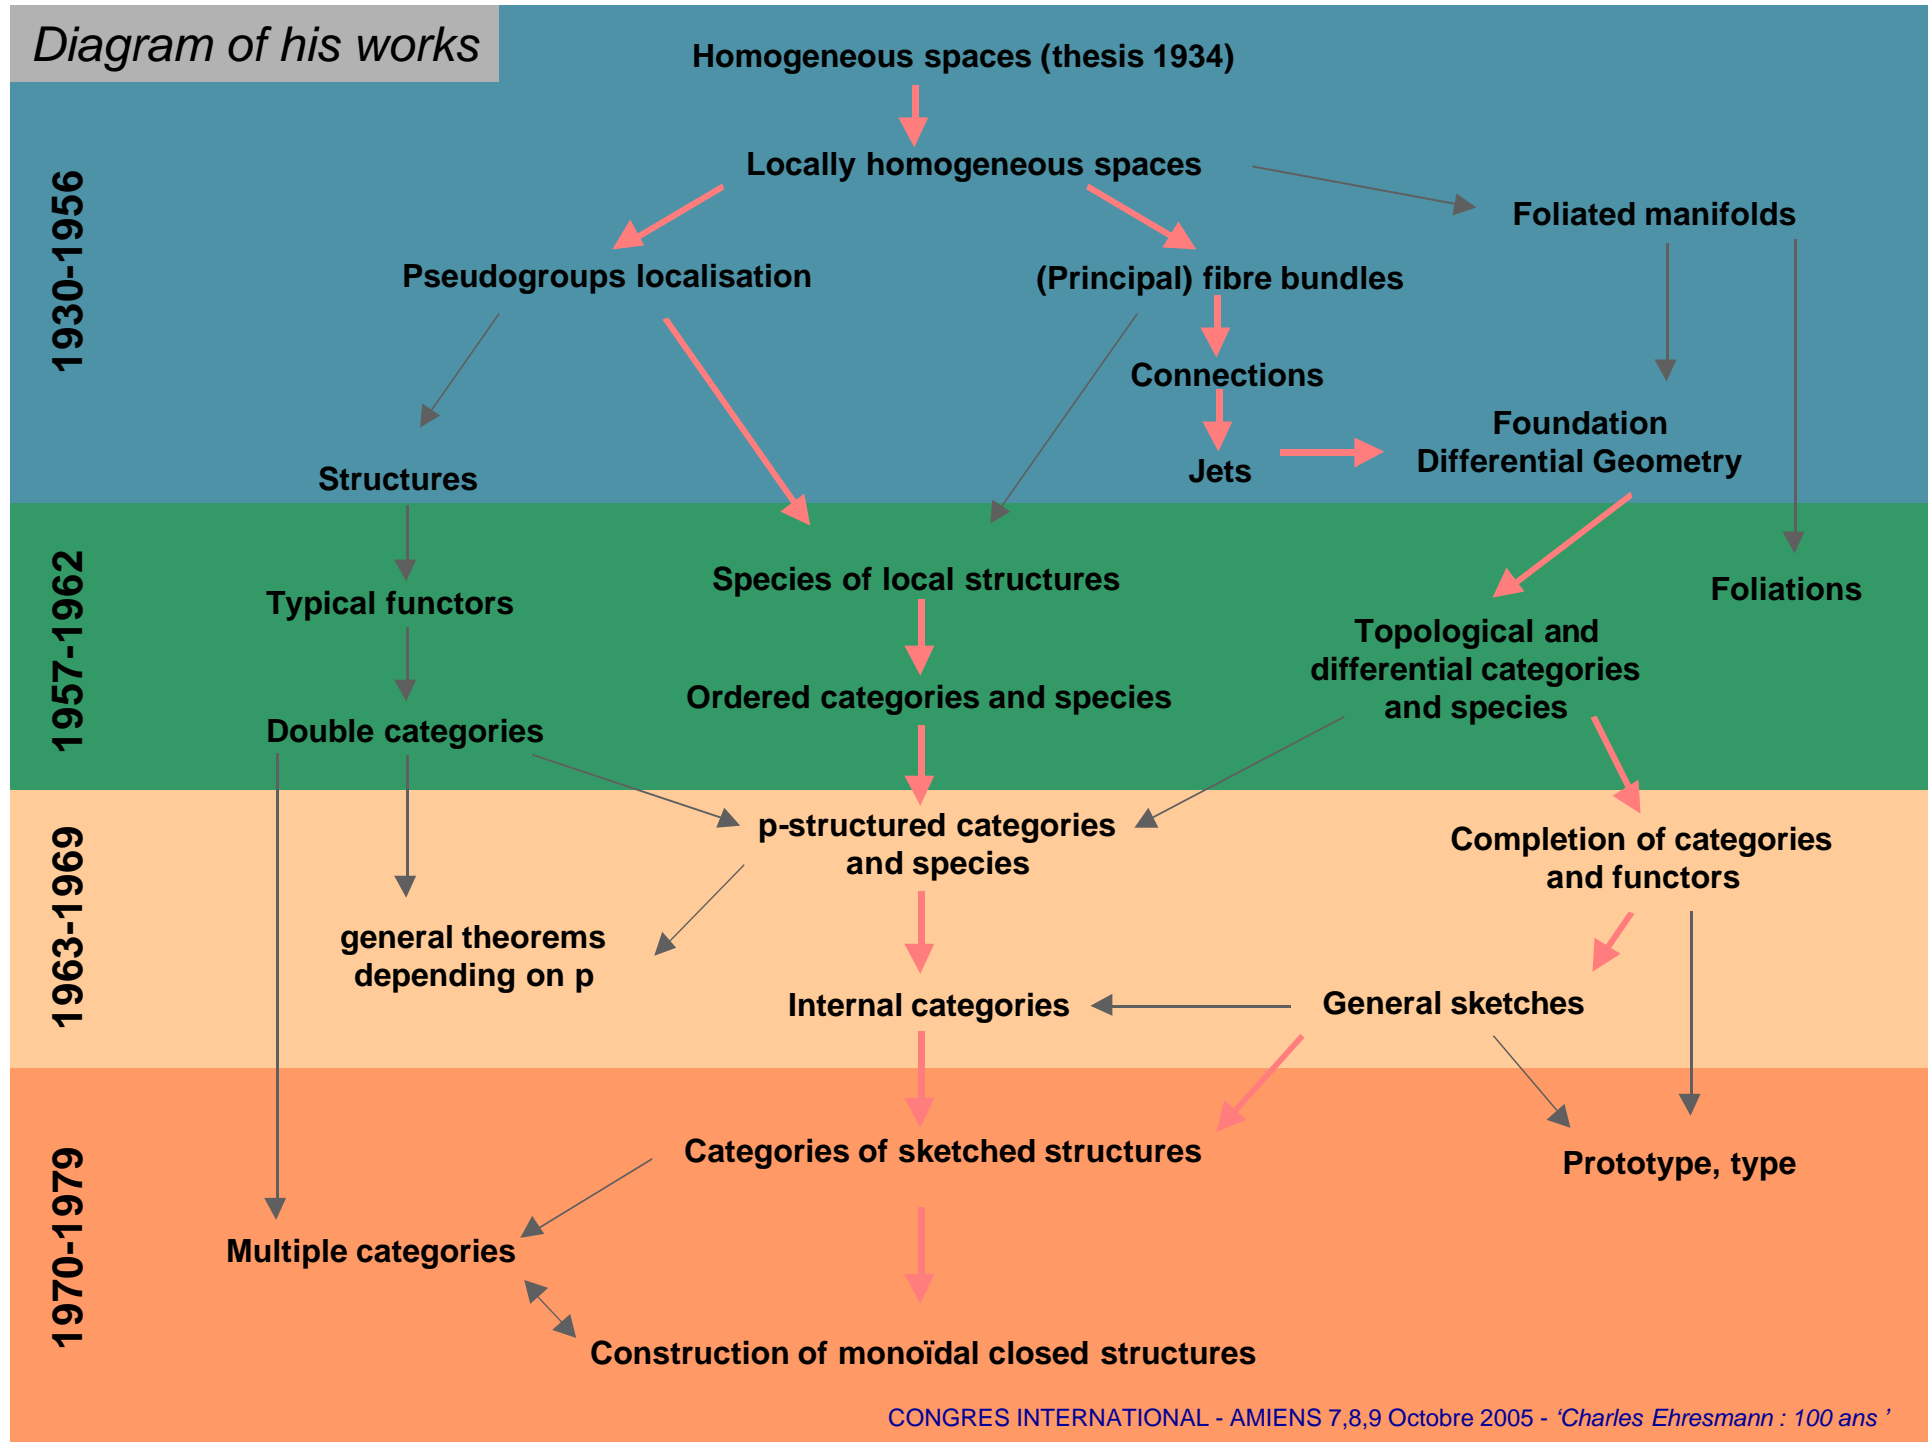 Diagram of his works
Homogeneous spaces (thesis 1934)
1930-1956
Locally homogeneous spaces
Foliated manifolds
Pseudogroups localisation
(Principal) fibre bundles
Connections
Foundation
Differential Geometry
Jets
Structures
1957-1962
Species of local structures
Foliations
Typical functors
Topological and
differential categories
and species
Ordered categories and species
Double categories
1963-1969
p-structured categories
and species
Completion of categories
and functors
general theorems
depending on p
Internal categories
General sketches
1970-1979
Categories of sketched structures
Prototype, type
Multiple categories
Construction of monoïdal closed structures
CONGRES INTERNATIONAL - AMIENS 7,8,9 Octobre 2005 - ‘Charles Ehresmann : 100 ans ’